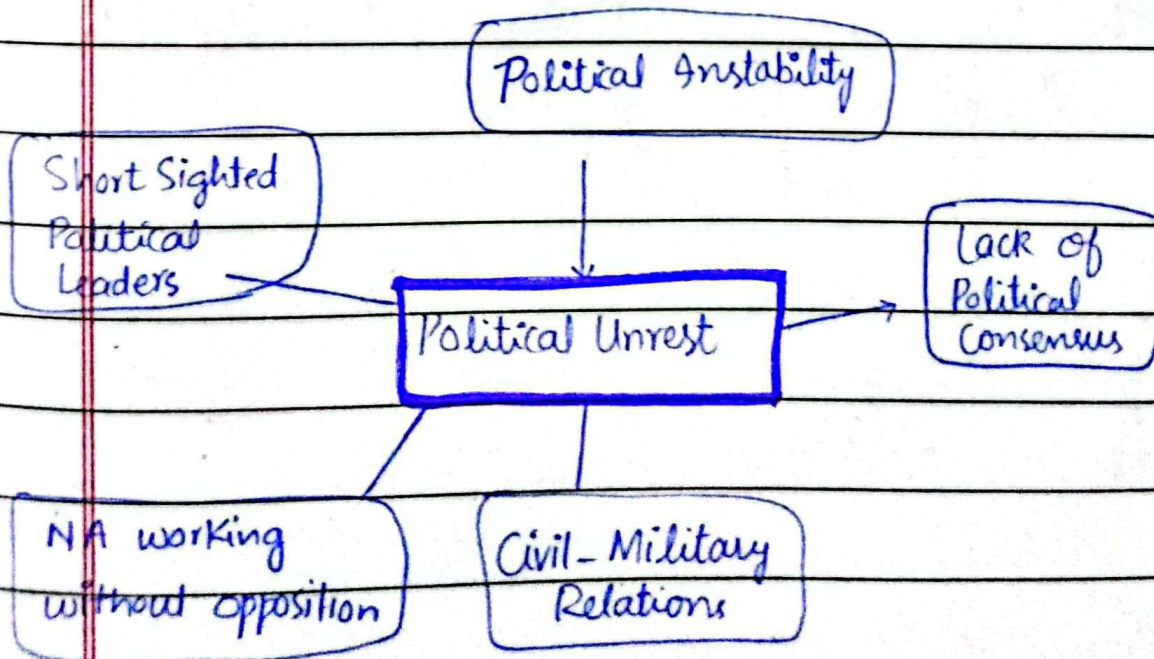 Political Instability
Short Sighted
Political
Leaders
Lack of
Political
Consensus
Political Unrest
NA working
without opposition
Civil-Military
Relations